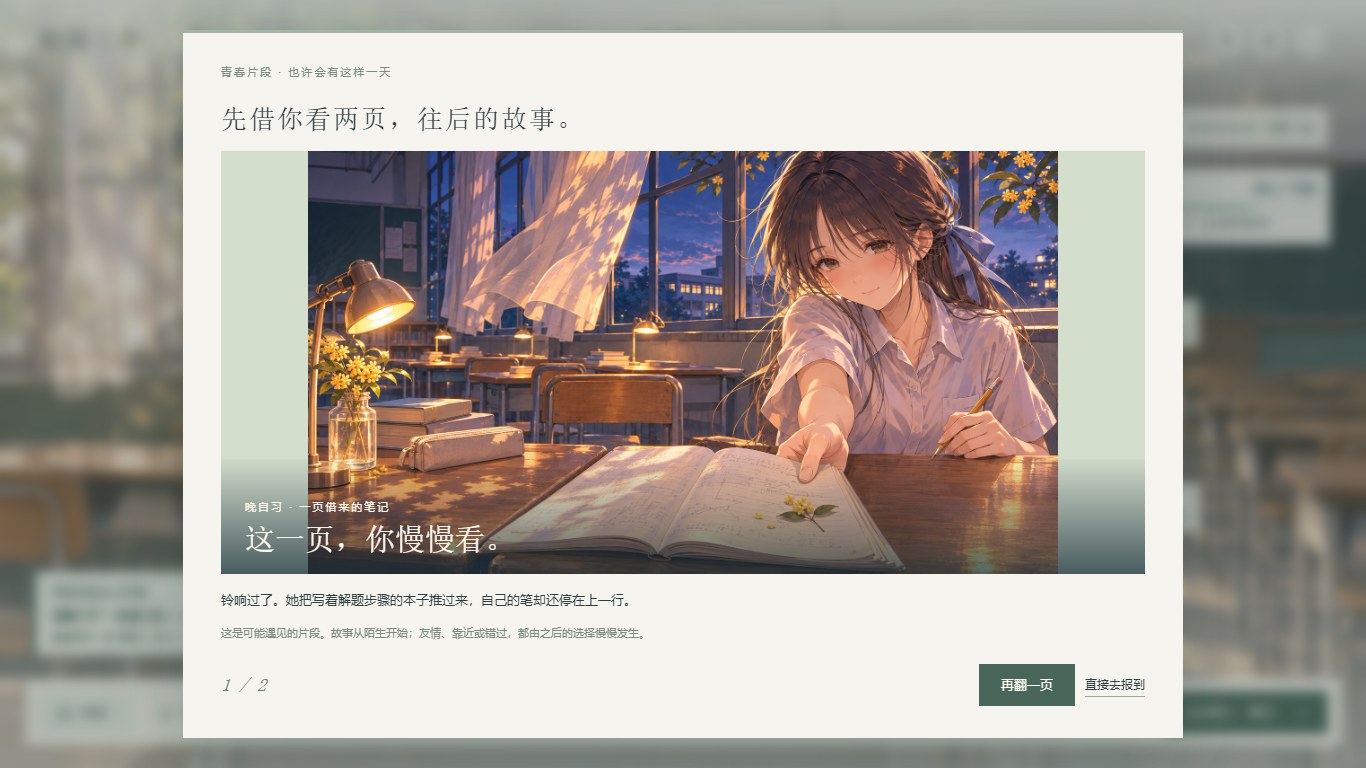 青春片段 · 也许会有这样一天
先借你看两页，往后的故事。
晚自习 · 一页借来的笔记
这一页，你慢慢看。
铃响过了。她把写着解题步骤的本子推过来，自己的笔却还停在上一行。
这是可能遇见的片段。故事从陌生开始；友情、靠近或错过，都由之后的选择慢慢发生。
1 / 2
再翻一页
直接去报到